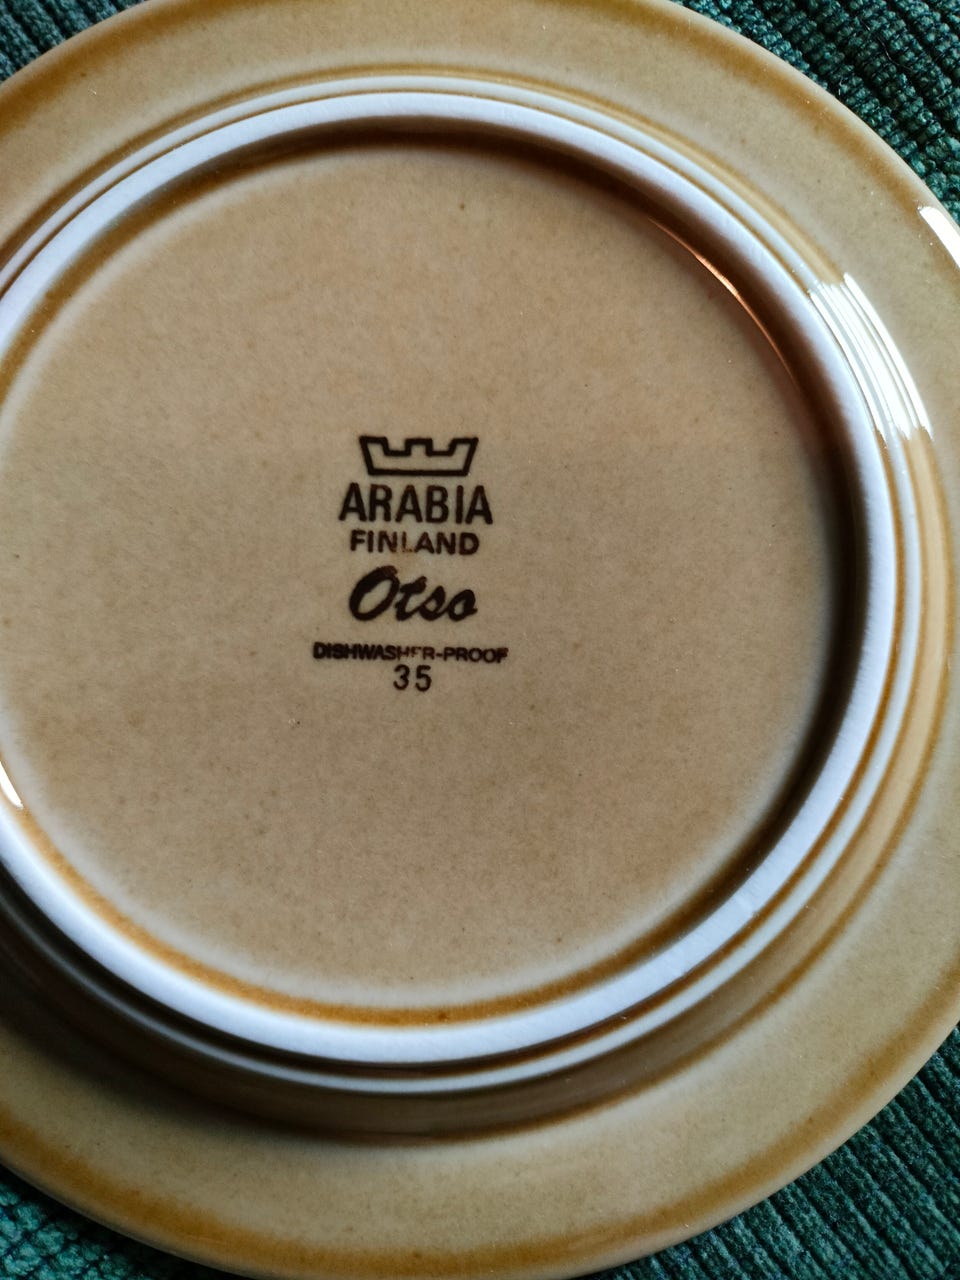 ARABIA
FINLAND
Otso
DISHWASHER-PROOF
35